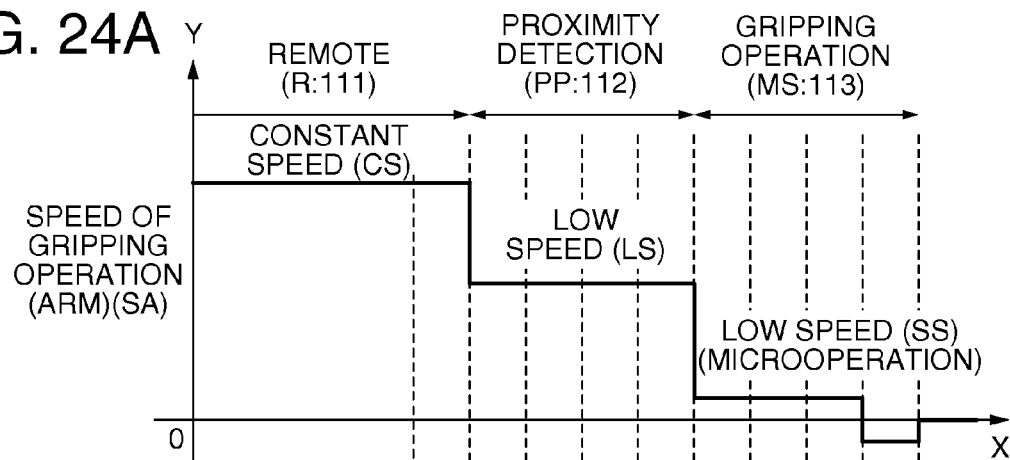 G. 24A
Y
REMOTE
(R:111)
PROXIMITY
DETECTION
(PP:112)
GRIPPING
OPERATION
(MS:113)
CONSTANT
SPEED (CS)
SPEED OF
GRIPPING
OPERATION
(ARM)(SA)
LOW
SPEED (LS)
LOW SPEED (SS)
(MICROOPERATION)
0
X